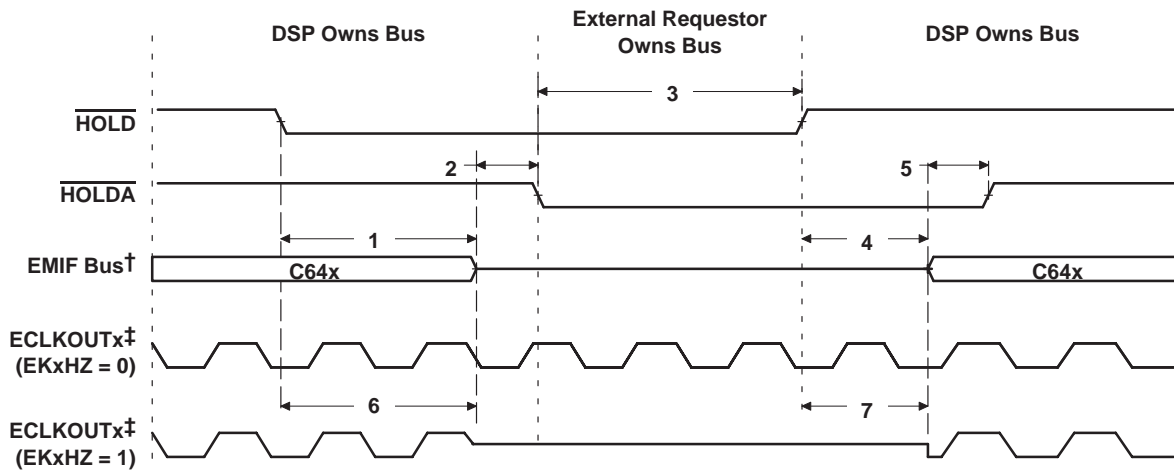 DSP Owns Bus
External Requestor
Owns Bus
DSP Owns Bus
3
HOLD
2
5
HOLDA
1
4
EMIF Bus†
C64x
C64x
ECLKOUTx‡
(EKxHZ = 0)
6
7
ECLKOUTx‡
(EKxHZ = 1)